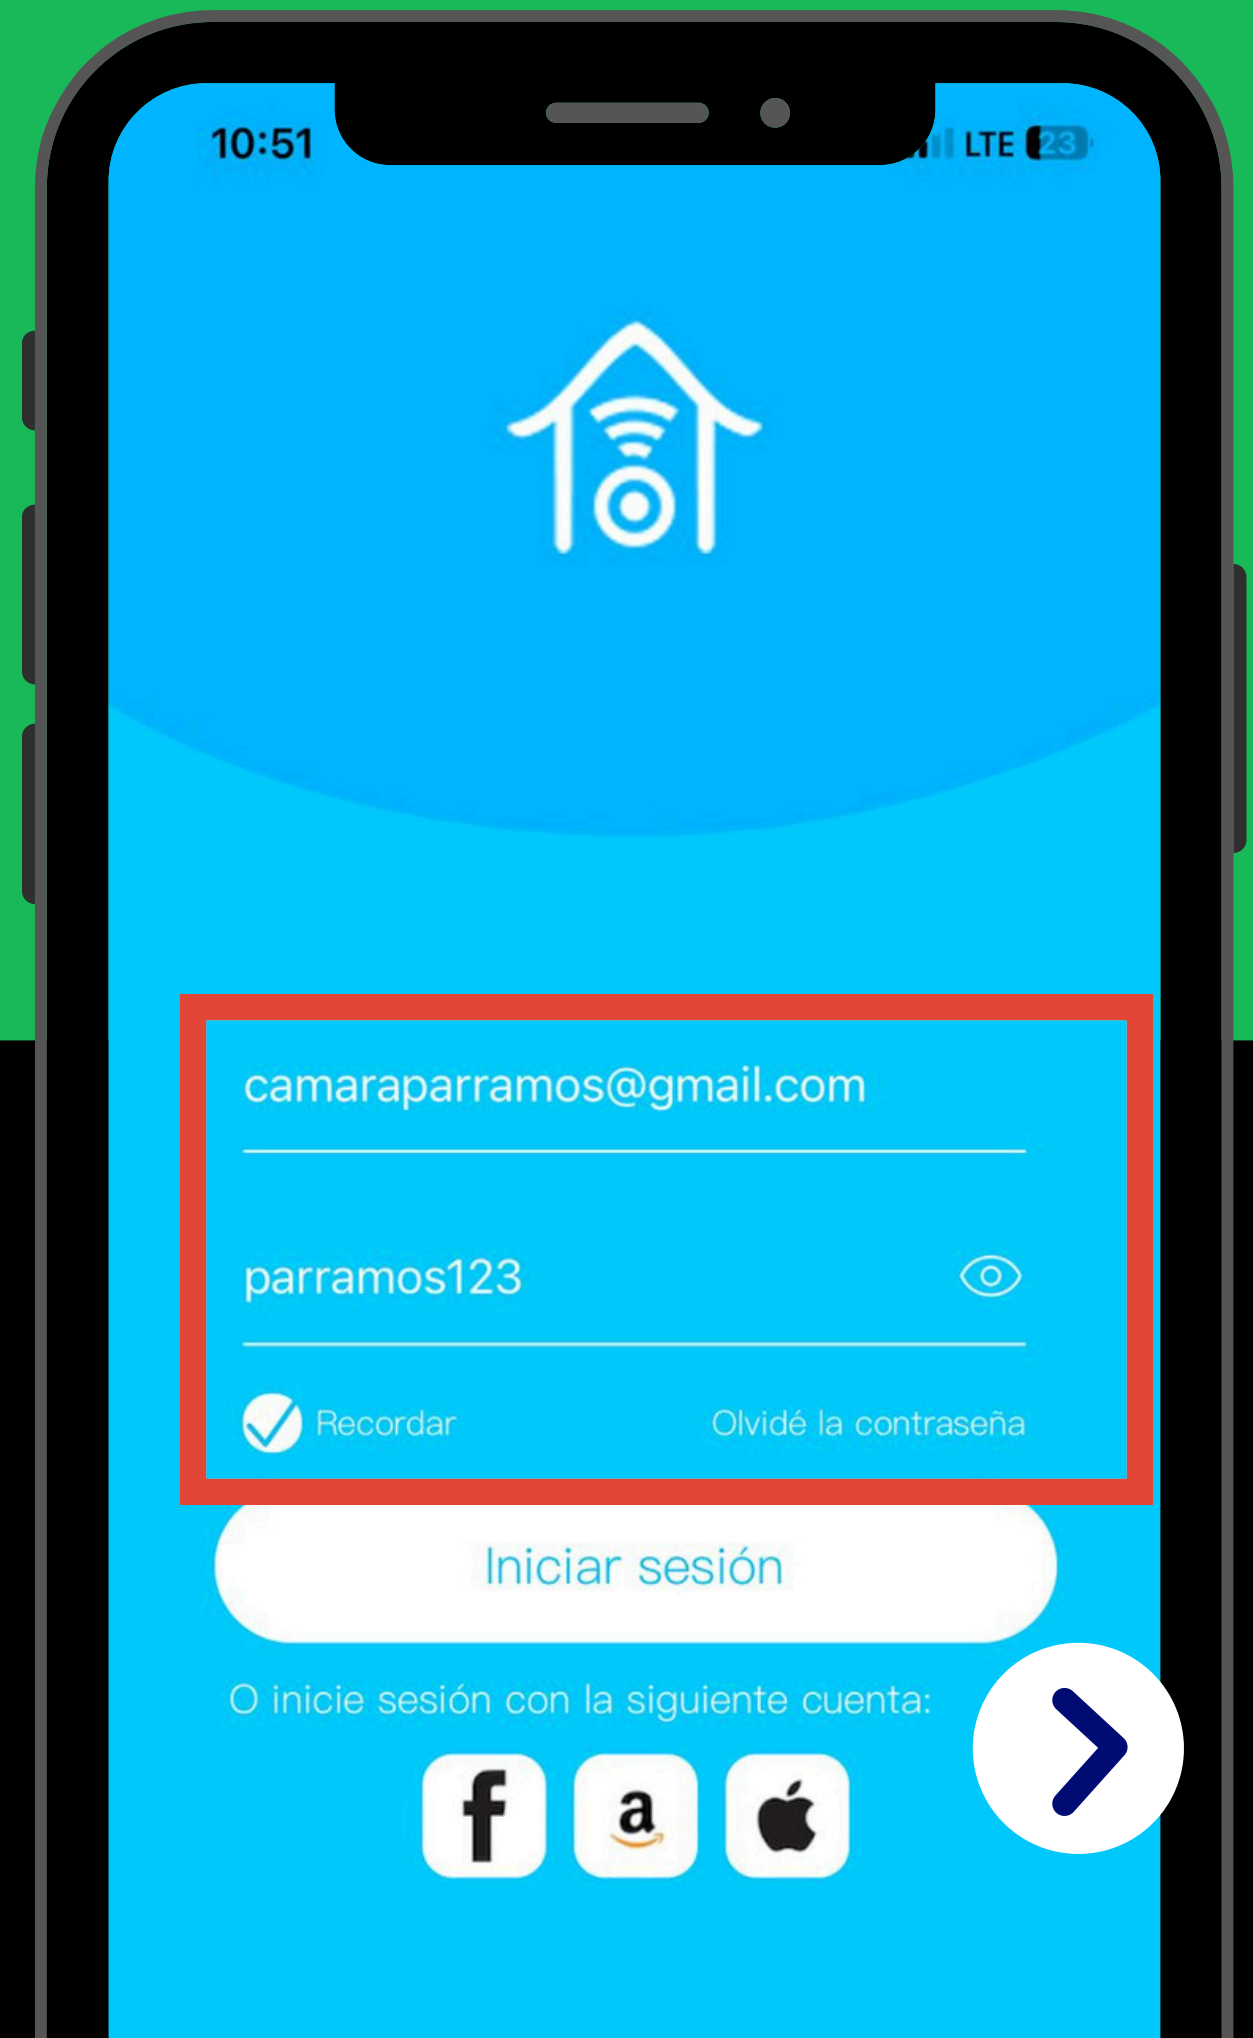 10:51
LTE 23
camaraparramos@gmail.com
parramos123
Recordar
Olvidé la contraseña
Iniciar sesión
O inicie sesión con la siguiente cuenta: